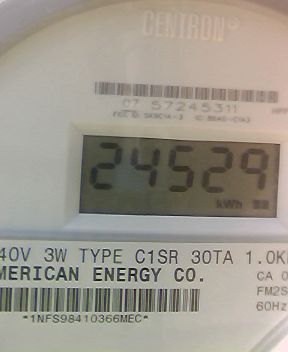 CENTRON®
07 57245311
24529
kWh
40V 3W TYPE C1SR 30TA 1.0K
MERICAN ENERGY CO.
CA 0
FM2S
60Hz
*1NFS98410366MEC*